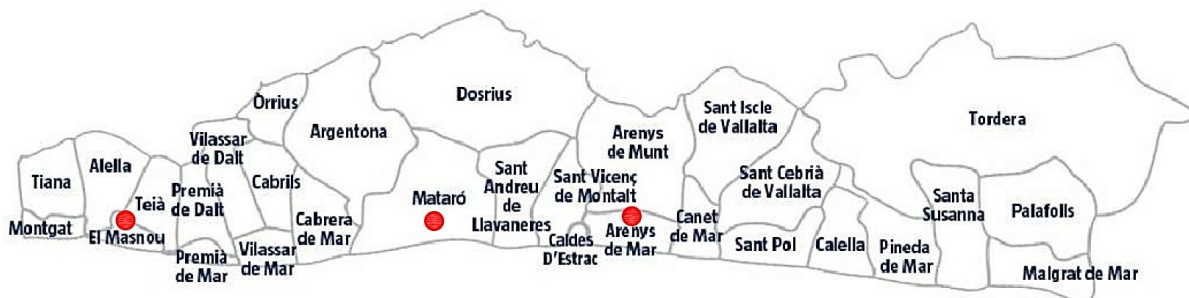 Tiana
Montgat
Alella
Teià
El Masnou
Premià
de Dalt
Premià
de Mar
Vilassar
de Dalt
Cabrils
Vilassar
de Mar
Òrrius
Argentona
Cabrera
de Mar
Dosrius
Mataró
Sant
Andreu
de
Llavaneres
Sant Vicenç
de Montalt
Caldes
D'Estrac
Arenys
de Munt
Arenys
de Mar
Canet
de Mar
Sant Iscle
de Vallalta
Sant Cebrià
de Vallalta
Sant Pol
Calella
Pineda
de Mar
Santa
Susanna
Tordera
Palafolls
Malgrat de Mar